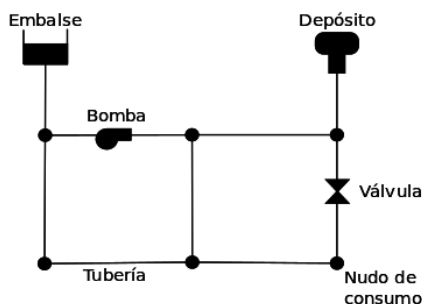 Embalse
Depósito
Bomba
Válvula
Tubería
Nudo de
consumo